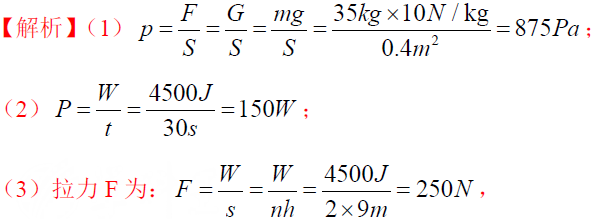 【解析】（1） $p=\frac{F}{S}=\frac{G}{S}=\frac{mg}{S}=\frac{35kg\times10N/kg}{0.4m^2}=875Pa$；
（2） $P=\frac{W}{t}=\frac{4500J}{30s}=150W$；
（3）拉力 F 为： $F=\frac{W}{s}=\frac{W}{nh}=\frac{4500J}{2\times9m}=250N$，